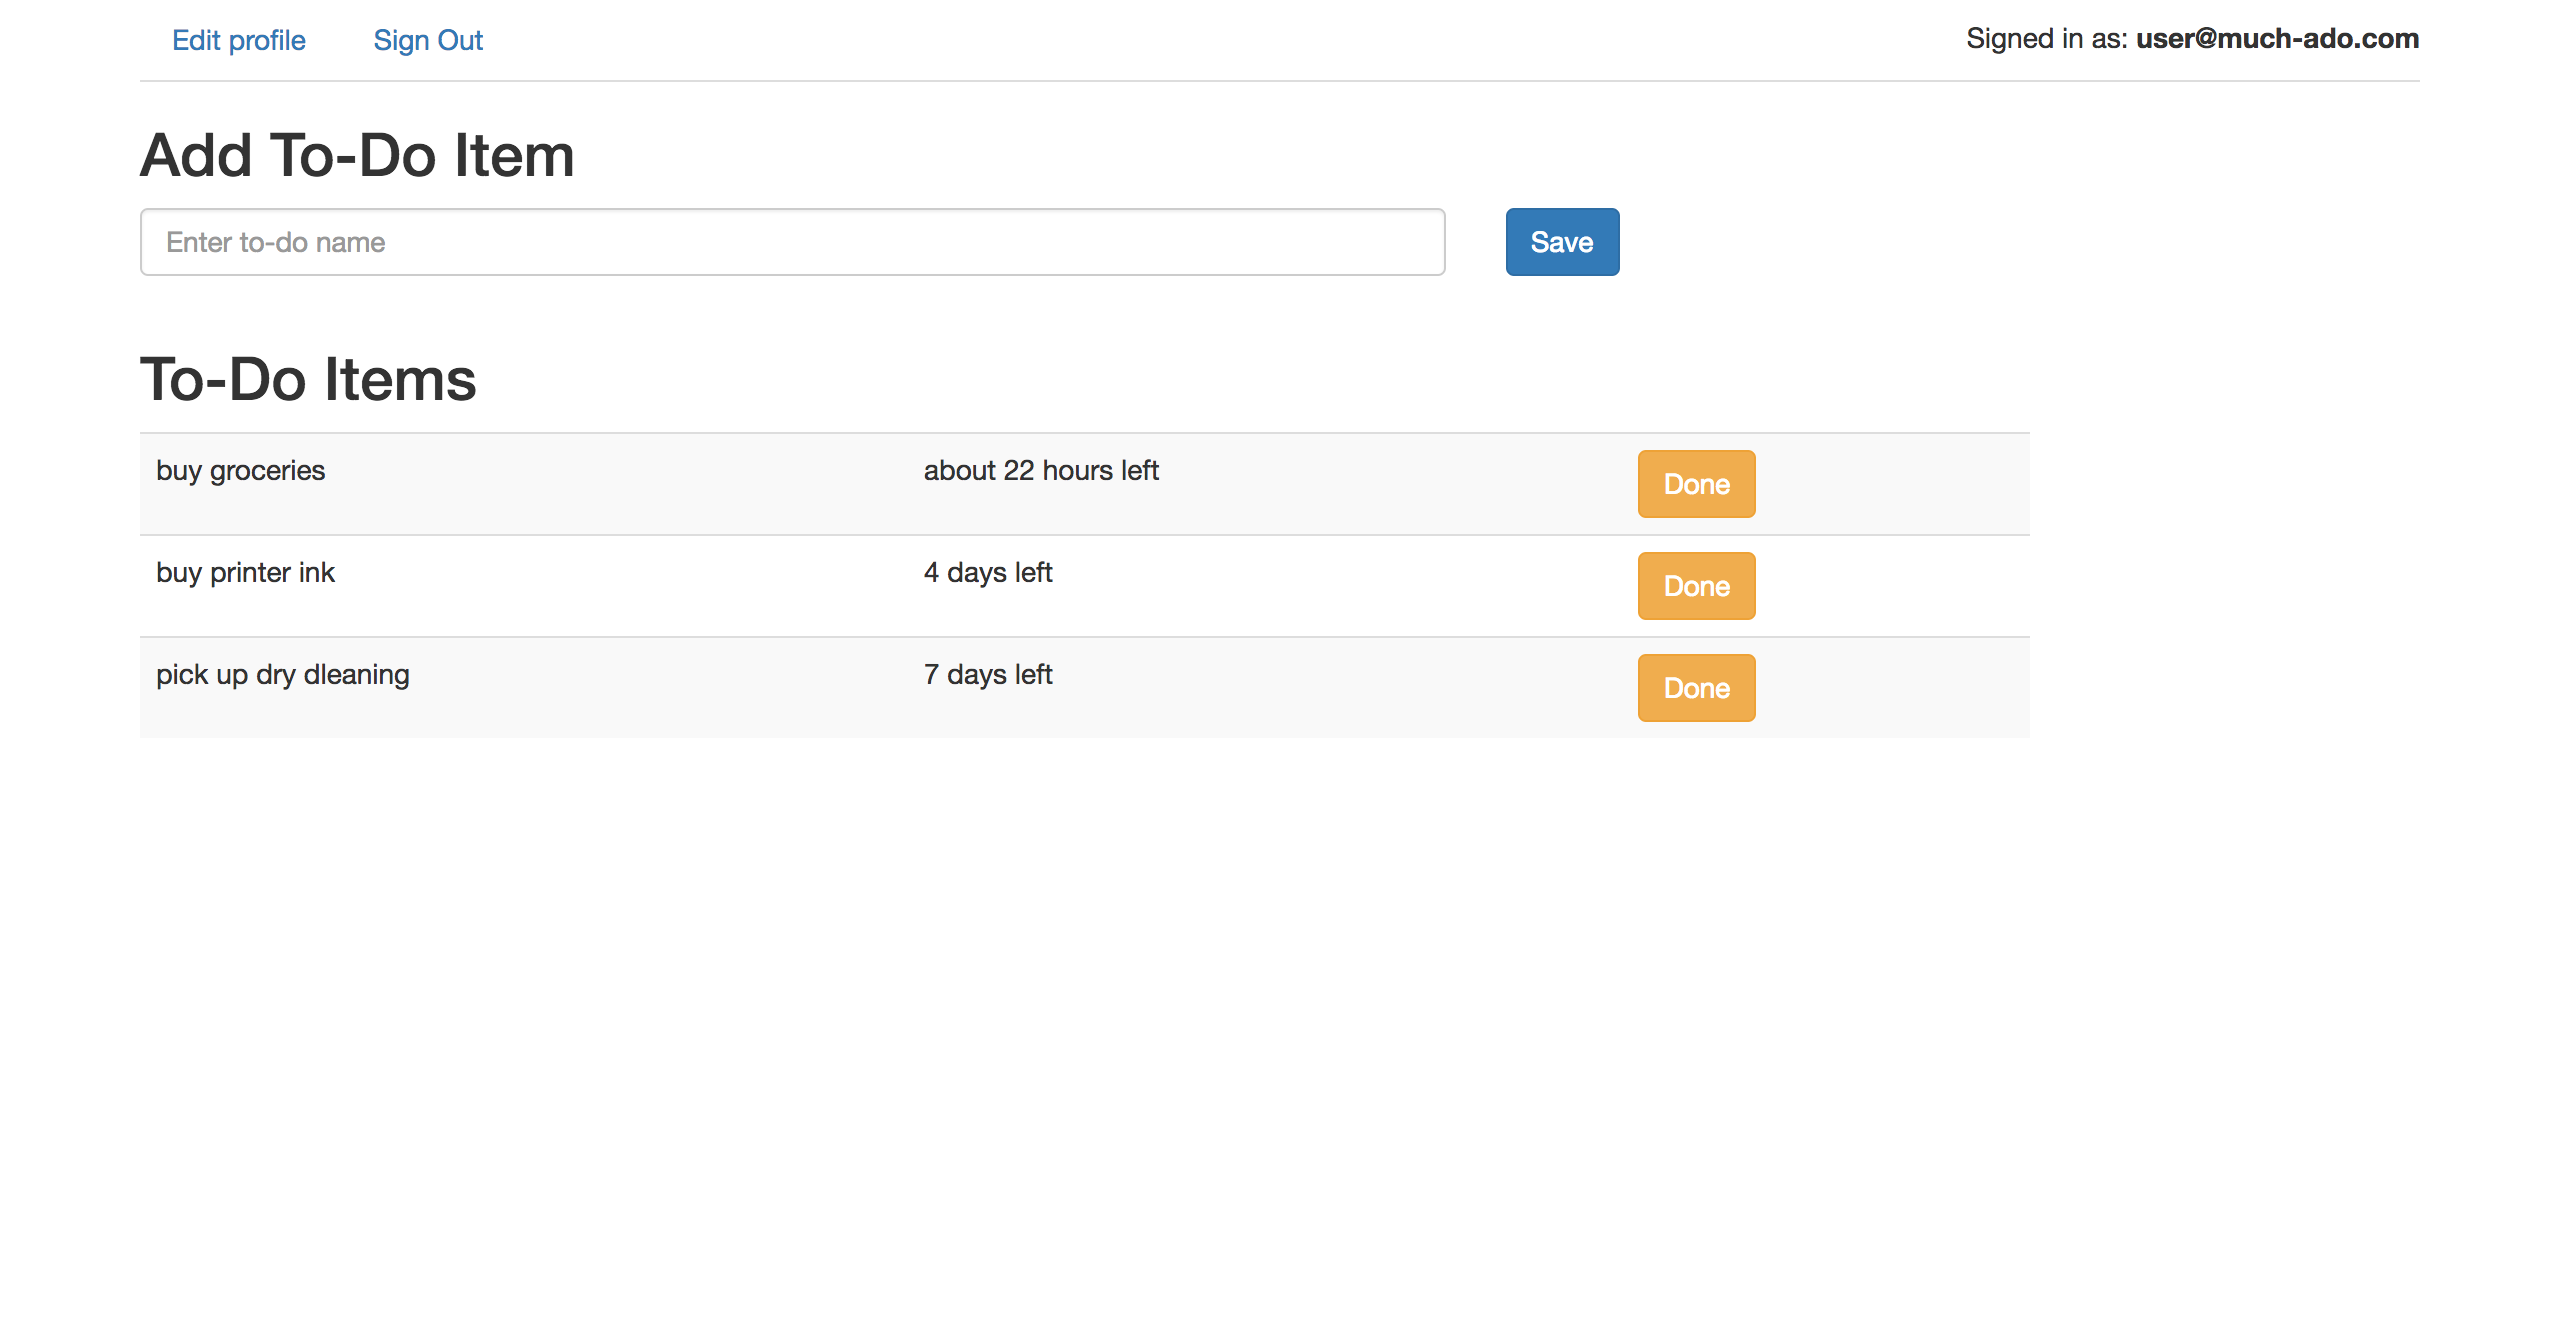 Edit profile Sign Out Signed in as: user@much-ado.com
Add To-Do Item
Enter to-do name Save
To-Do Items
buy groceries about 22 hours left Done
buy printer ink 4 days left Done
pick up dry dleaning 7 days left Done